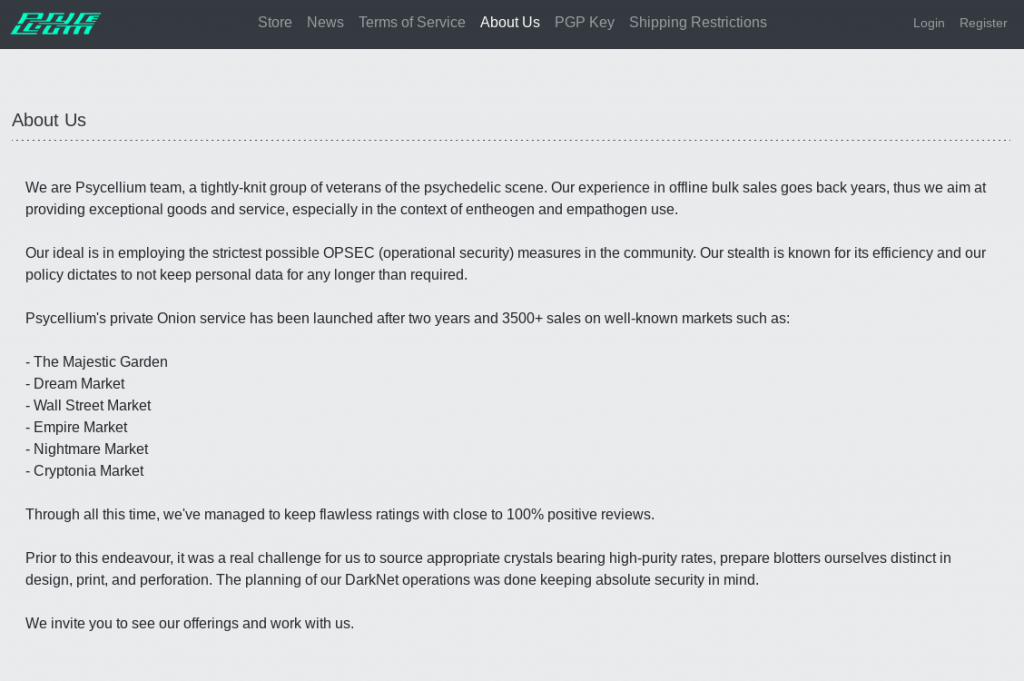 PSYCELLIUM
Store News Terms of Service About Us PGP Key Shipping Restrictions Login Register
About Us
We are Psycellium team, a tightly-knit group of veterans of the psychedelic scene. Our experience in offline bulk sales goes back years, thus we aim at
providing exceptional goods and service, especially in the context of entheogen and empathogen use.
Our ideal is in employing the strictest possible OPSEC (operational security) measures in the community. Our stealth is known for its efficiency and our
policy dictates to not keep personal data for any longer than required.
Psycellium's private Onion service has been launched after two years and 3500+ sales on well-known markets such as:
- The Majestic Garden
- Dream Market
- Wall Street Market
- Empire Market
- Nightmare Market
- Cryptonia Market
Through all this time, we've managed to keep flawless ratings with close to 100% positive reviews.
Prior to this endeavour, it was a real challenge for us to source appropriate crystals bearing high-purity rates, prepare blotters ourselves distinct in
design, print, and perforation. The planning of our DarkNet operations was done keeping absolute security in mind.
We invite you to see our offerings and work with us.